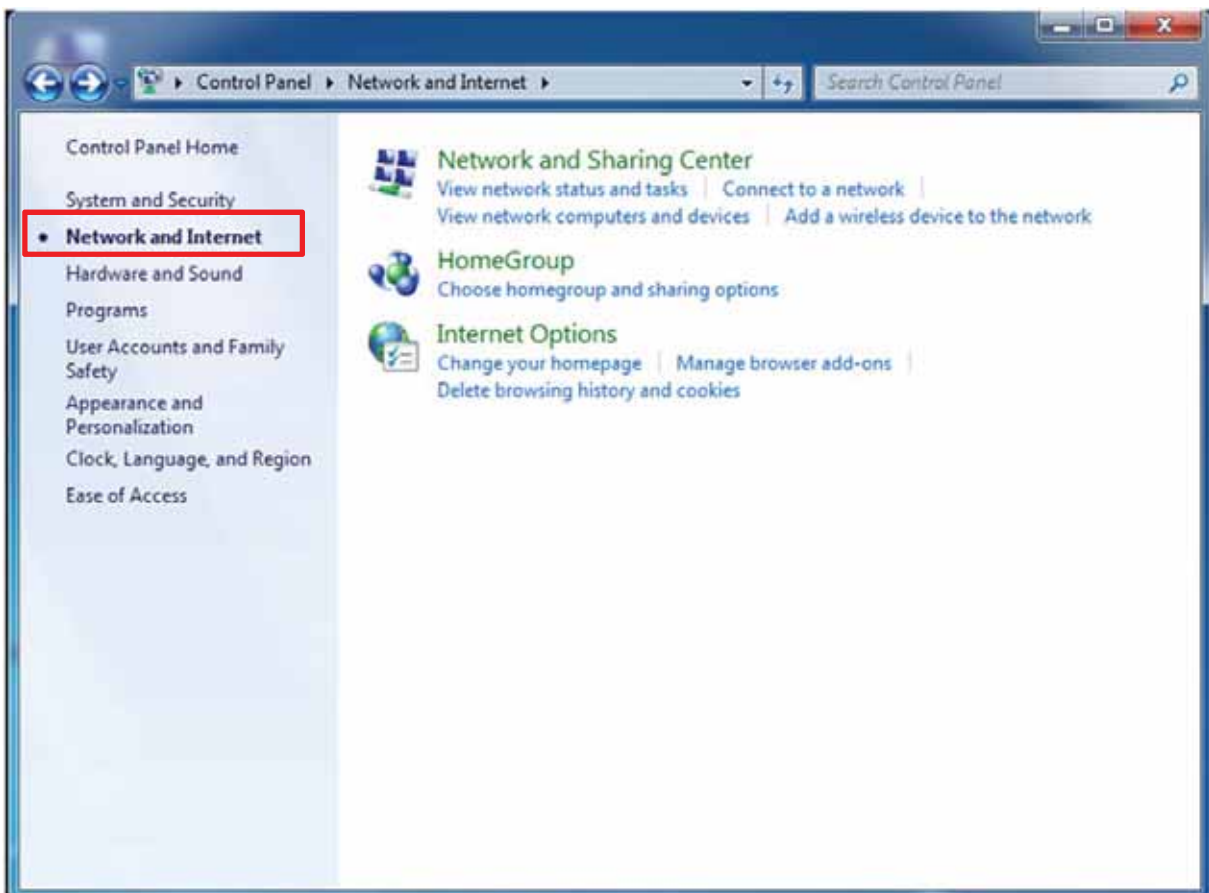 Control Panel ▸ Network and Internet ▸
Search Control Panel
Control Panel Home
System and Security
• Network and Internet
Hardware and Sound
Programs
User Accounts and Family
Safety
Appearance and
Personalization
Clock, Language, and Region
Ease of Access
Network and Sharing Center
View network status and tasks | Connect to a network |
View network computers and devices | Add a wireless device to the network
HomeGroup
Choose homegroup and sharing options
Internet Options
Change your homepage | Manage browser add-ons |
Delete browsing history and cookies